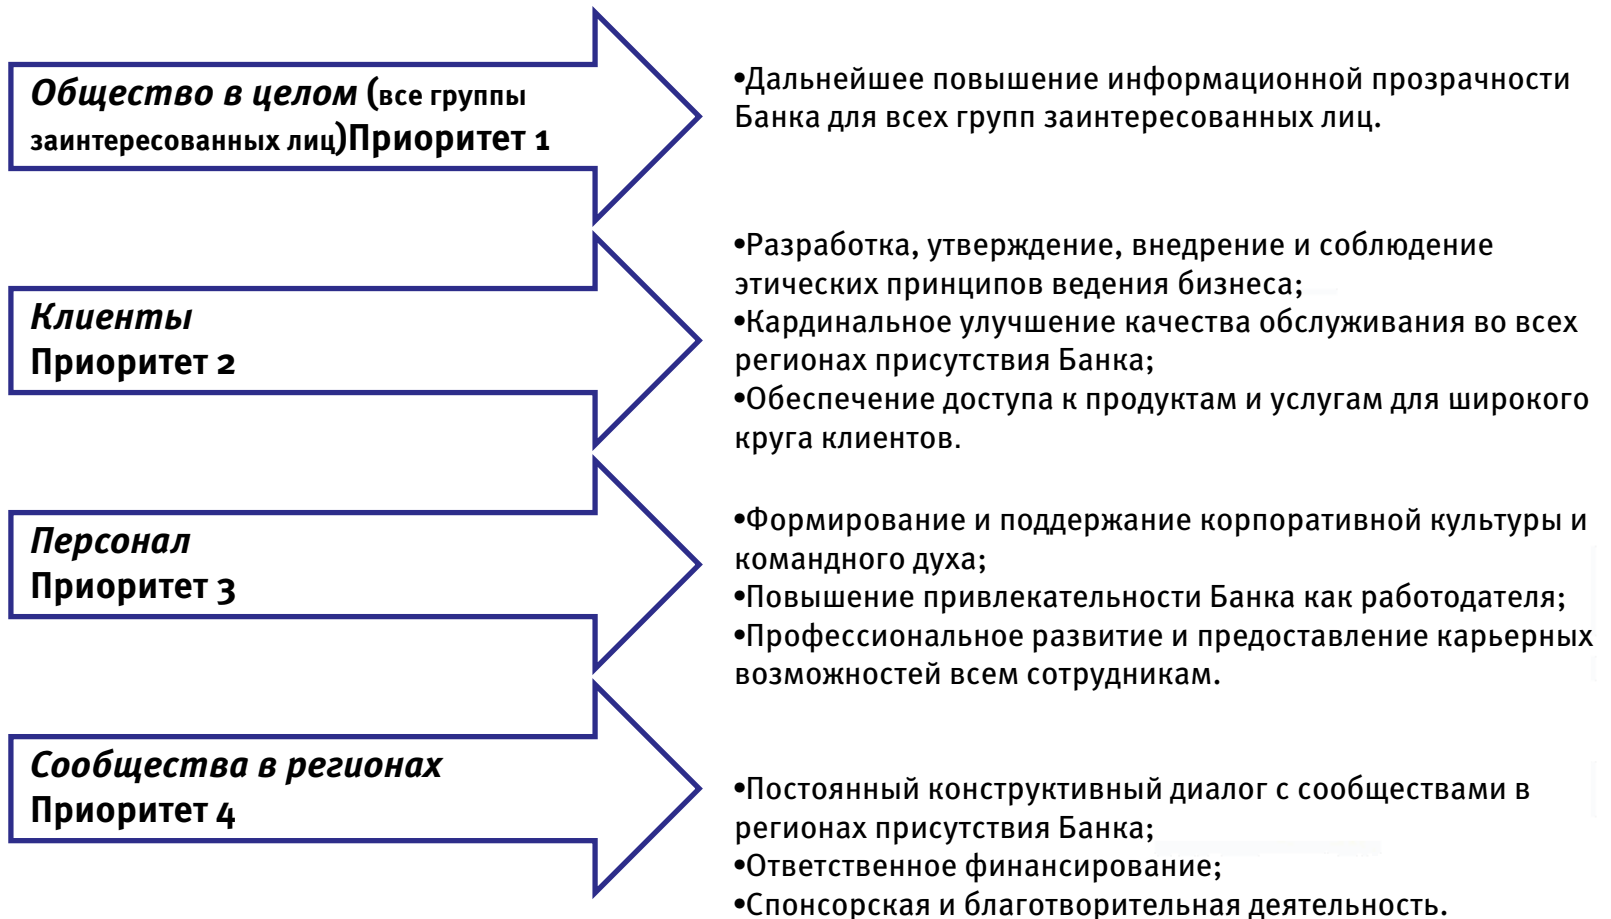 Общество в целом (все группы
заинтересованных лиц)Приоритет 1
•Дальнейшее повышение информационной прозрачности
Банка для всех групп заинтересованных лиц.
Клиенты
Приоритет 2
•Разработка, утверждение, внедрение и соблюдение
этических принципов ведения бизнеса;
•Кардинальное улучшение качества обслуживания во всех
регионах присутствия Банка;
•Обеспечение доступа к продуктам и услугам для широкого
круга клиентов.
Персонал
Приоритет 3
•Формирование и поддержание корпоративной культуры и
командного духа;
•Повышение привлекательности Банка как работодателя;
•Профессиональное развитие и предоставление карьерных
возможностей всем сотрудникам.
Сообщества в регионах
Приоритет 4
•Постоянный конструктивный диалог с сообществами в
регионах присутствия Банка;
•Ответственное финансирование;
•Спонсорская и благотворительная деятельность.